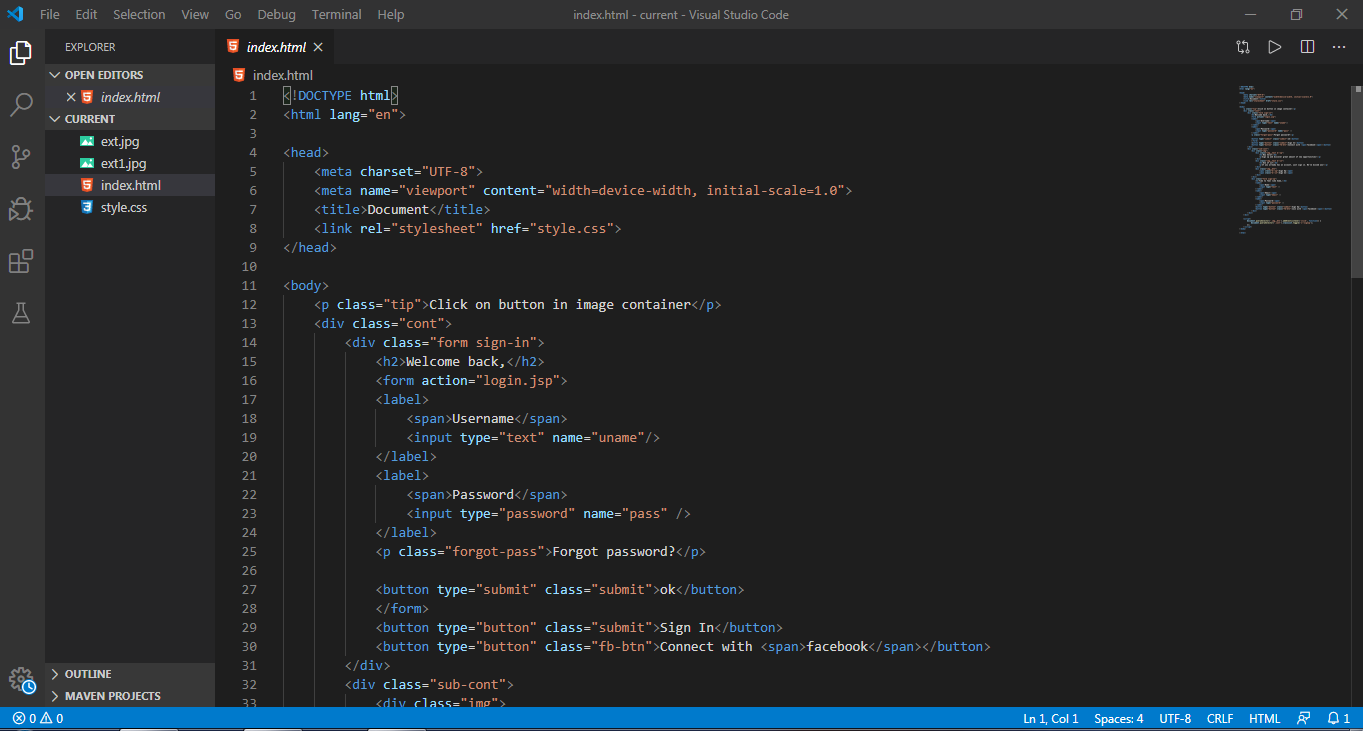 File Edit Selection View Go Debug Terminal Help index.html - current - Visual Studio Code
EXPLORER
OPEN EDITORS
index.html
CURRENT
ext.jpg
ext1.jpg
index.html
style.css
OUTLINE
MAVEN PROJECTS
index.html
index.html
1 <!DOCTYPE html>
2 <html lang="en">
3
4 <head>
5 <meta charset="UTF-8">
6 <meta name="viewport" content="width=device-width, initial-scale=1.0">
7 <title>Document</title>
8 <link rel="stylesheet" href="style.css">
9 </head>
10
11 <body>
12 <p class="tip">Click on button in image container</p>
13 <div class="cont">
14 <div class="form sign-in">
15 <h2>Welcome back,</h2>
16 <form action="login.jsp">
17 <label>
18 <span>Username</span>
19 <input type="text" name="uname"/>
20 </label>
21 <label>
22 <span>Password</span>
23 <input type="password" name="pass" />
24 </label>
25 <p class="forgot-pass">Forgot password?</p>
26
27 <button type="submit" class="submit">ok</button>
28 </form>
29 <button type="button" class="submit">Sign In</button>
30 <button type="button" class="fb-btn">Connect with <span>facebook</span></button>
31 </div>
32 <div class="sub-cont">
33 <div class="img">
0 0 Ln 1, Col 1 Spaces: 4 UTF-8 CRLF HTML 1